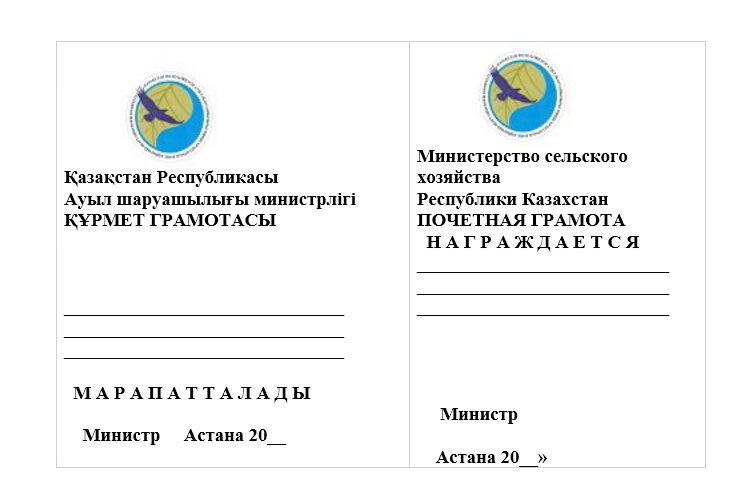 Қазақстан Республикасы
Ауыл шаруашылығы министрлігі
ҚҰРМЕТ ГРАМОТАСЫ
М А Р А П А Т Т А Л А Д Ы
Министр Астана 20__
Министерство сельского
хозяйства
Республики Казахстан
ПОЧЕТНАЯ ГРАМОТА
Н А Г Р А Ж Д А Е Т С Я
Министр
Астана 20__»